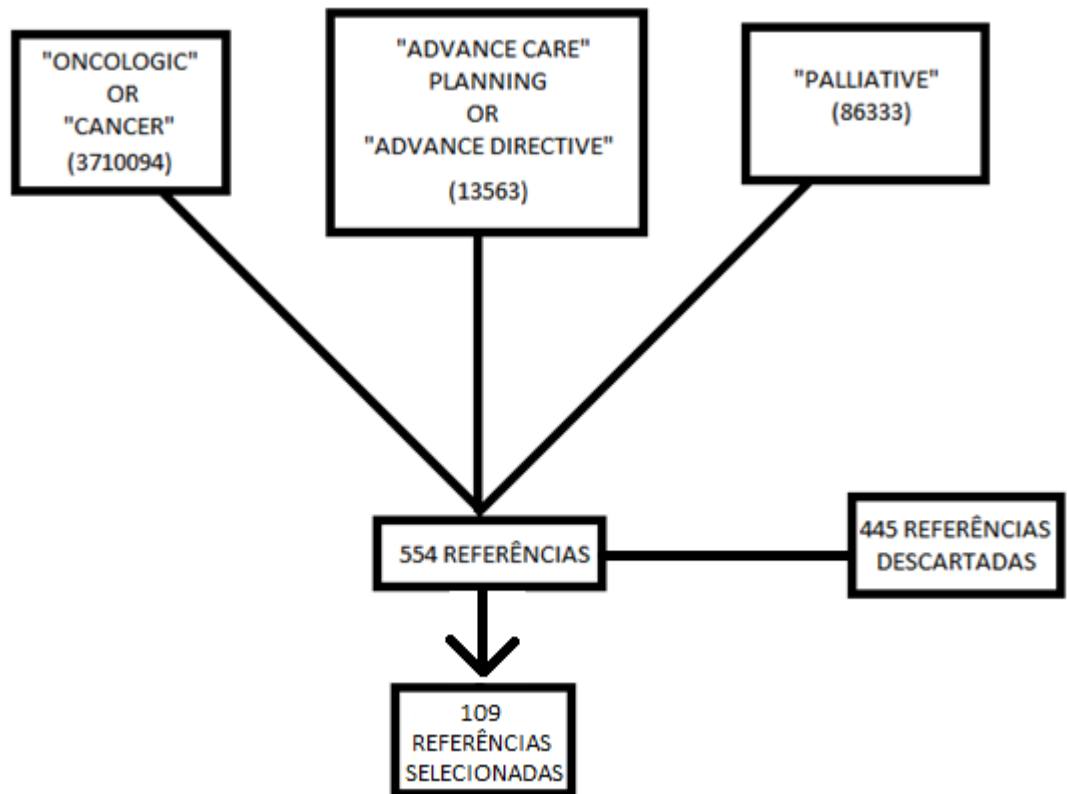 "ONCOLOGIC"
OR
"CANCER"
(3710094)
"ADVANCE CARE"
PLANNING
OR
"ADVANCE DIRECTIVE"
(13563)
"PALLIATIVE"
(86333)
554 REFERÊNCIAS
445 REFERÊNCIAS
DESCARTADAS
109
REFERÊNCIAS
SELECIONADAS